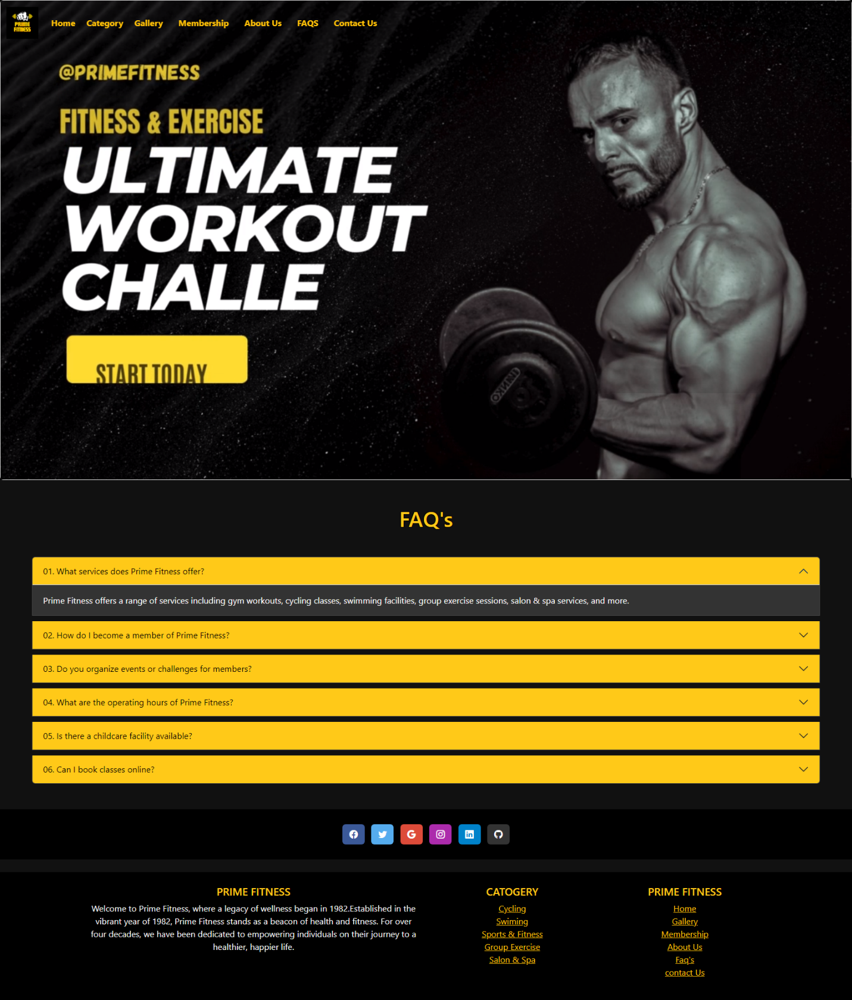 PRIME
FITNESS
Home Category Gallery Membership About Us FAQS Contact Us
@PRIMEFITNESS
FITNESS & EXERCISE
ULTIMATE
WORKOUT
CHALLE
START TODAY
IVANKO
FAQ's
01. What services does Prime Fitness offer?
Prime Fitness offers a range of services including gym workouts, cycling classes, swimming facilities, group exercise sessions, salon & spa services, and more.
02. How do I become a member of Prime Fitness?
03. Do you organize events or challenges for members?
04. What are the operating hours of Prime Fitness?
05. Is there a childcare facility available?
06. Can I book classes online?
PRIME FITNESS
Welcome to Prime Fitness, where a legacy of wellness began in 1982.Established in the
vibrant year of 1982, Prime Fitness stands as a beacon of health and fitness. For over
four decades, we have been dedicated to empowering individuals on their journey to a
healthier, happier life.
CATOGERY
Cycling
Swiming
Sports & Fitness
Group Exercise
Salon & Spa
PRIME FITNESS
Home
Gallery
Membership
About Us
Faq's
contact Us